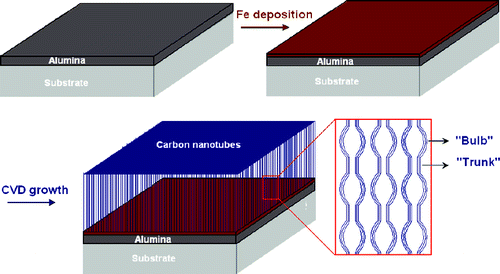 Fe deposition
Alumina
Substrate
Alumina
Substrate
CVD growth
Carbon nanotubes
Alumina
Substrate
"Bulb"
"Trunk"